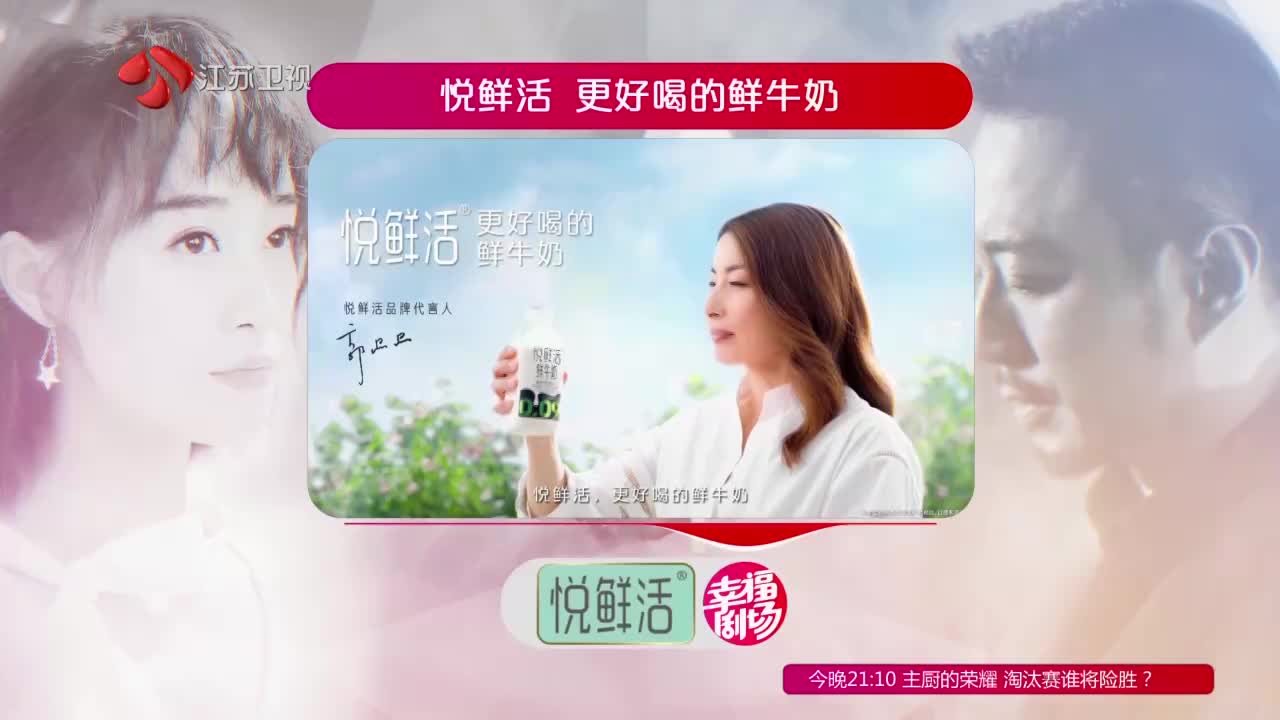 江苏卫视
悦鲜活 更好喝的鲜牛奶
悦鲜活®
更好喝的
鲜牛奶
悦鲜活品牌代言人
悦鲜活
鲜牛奶
悦鲜活，更好喝的鲜牛奶
悦鲜活®
幸福
剧场
今晚21:10 主厨的荣耀 淘汰赛谁将险胜？